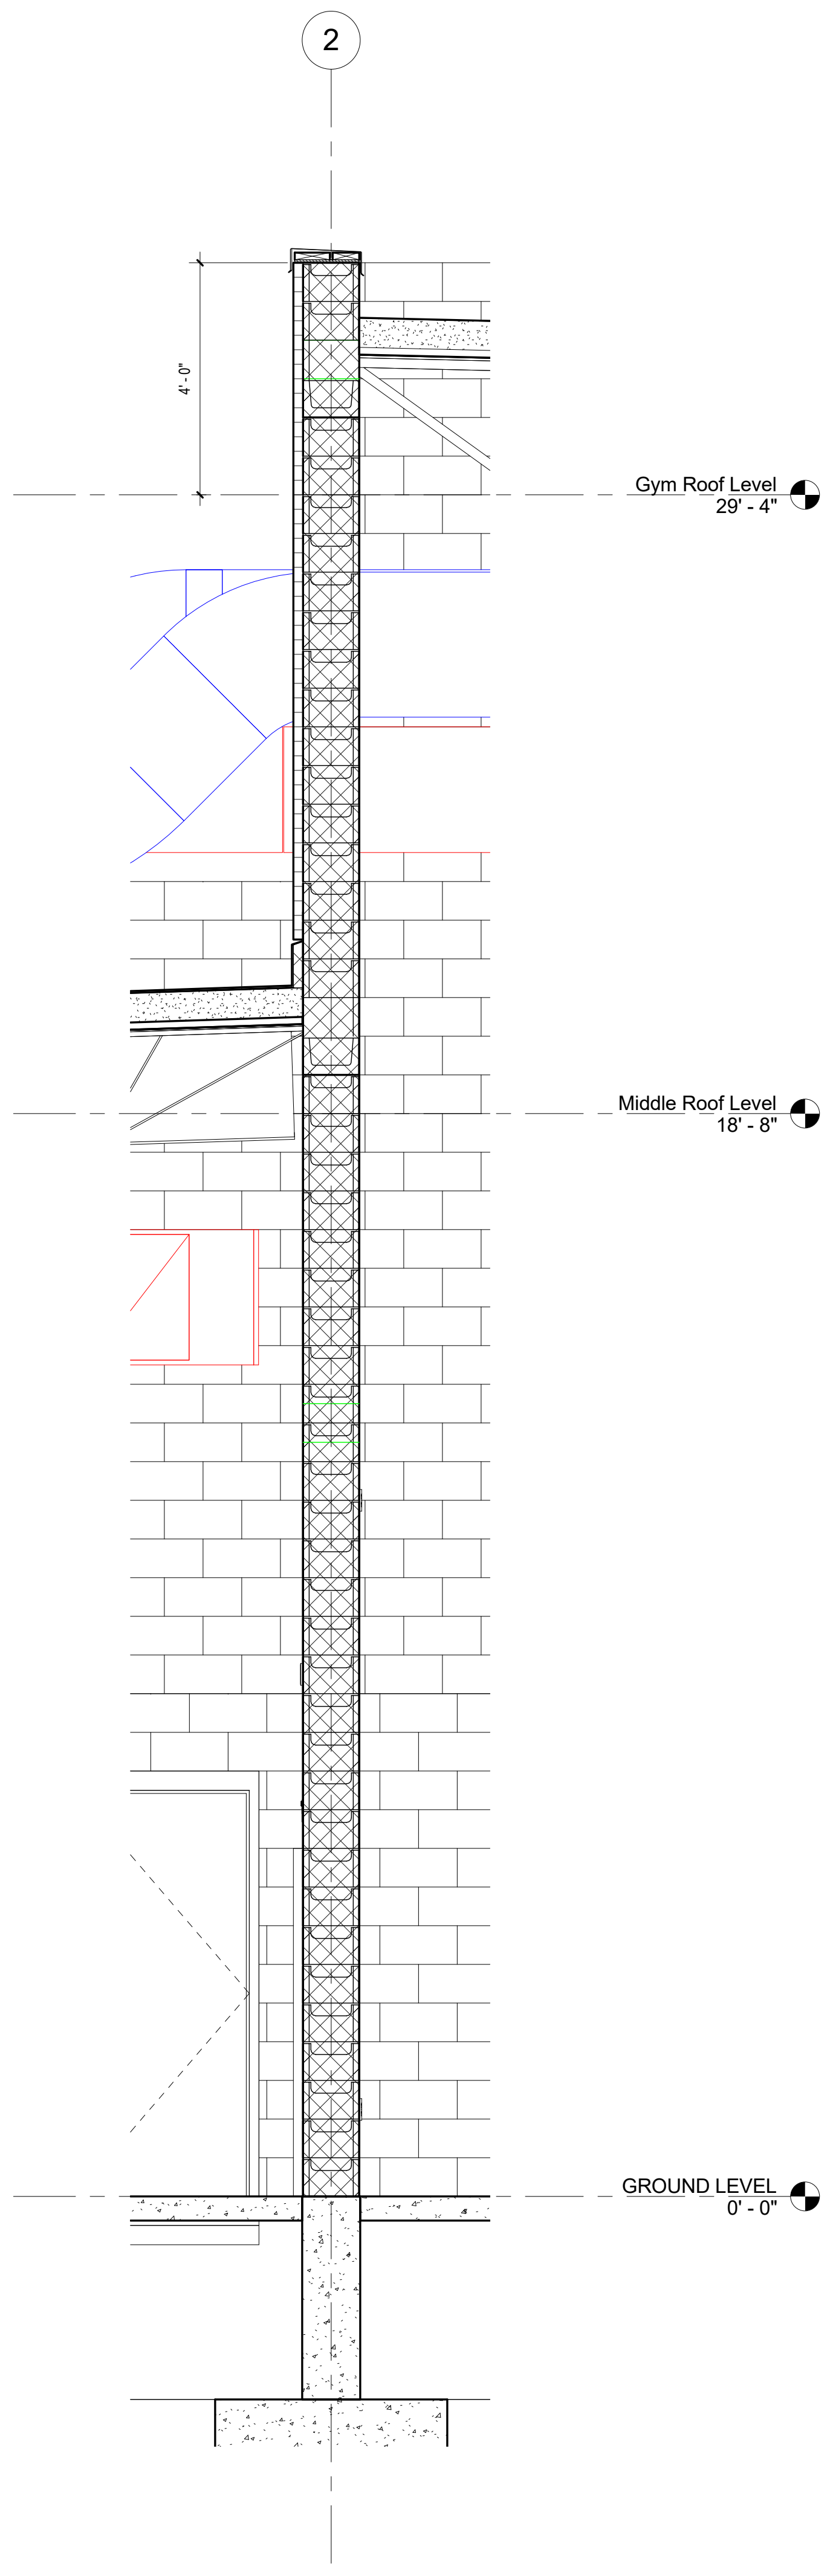 2
4' - 0"
Gym Roof Level
29' - 4"
Middle Roof Level
18' - 8"
GROUND LEVEL
0' - 0"